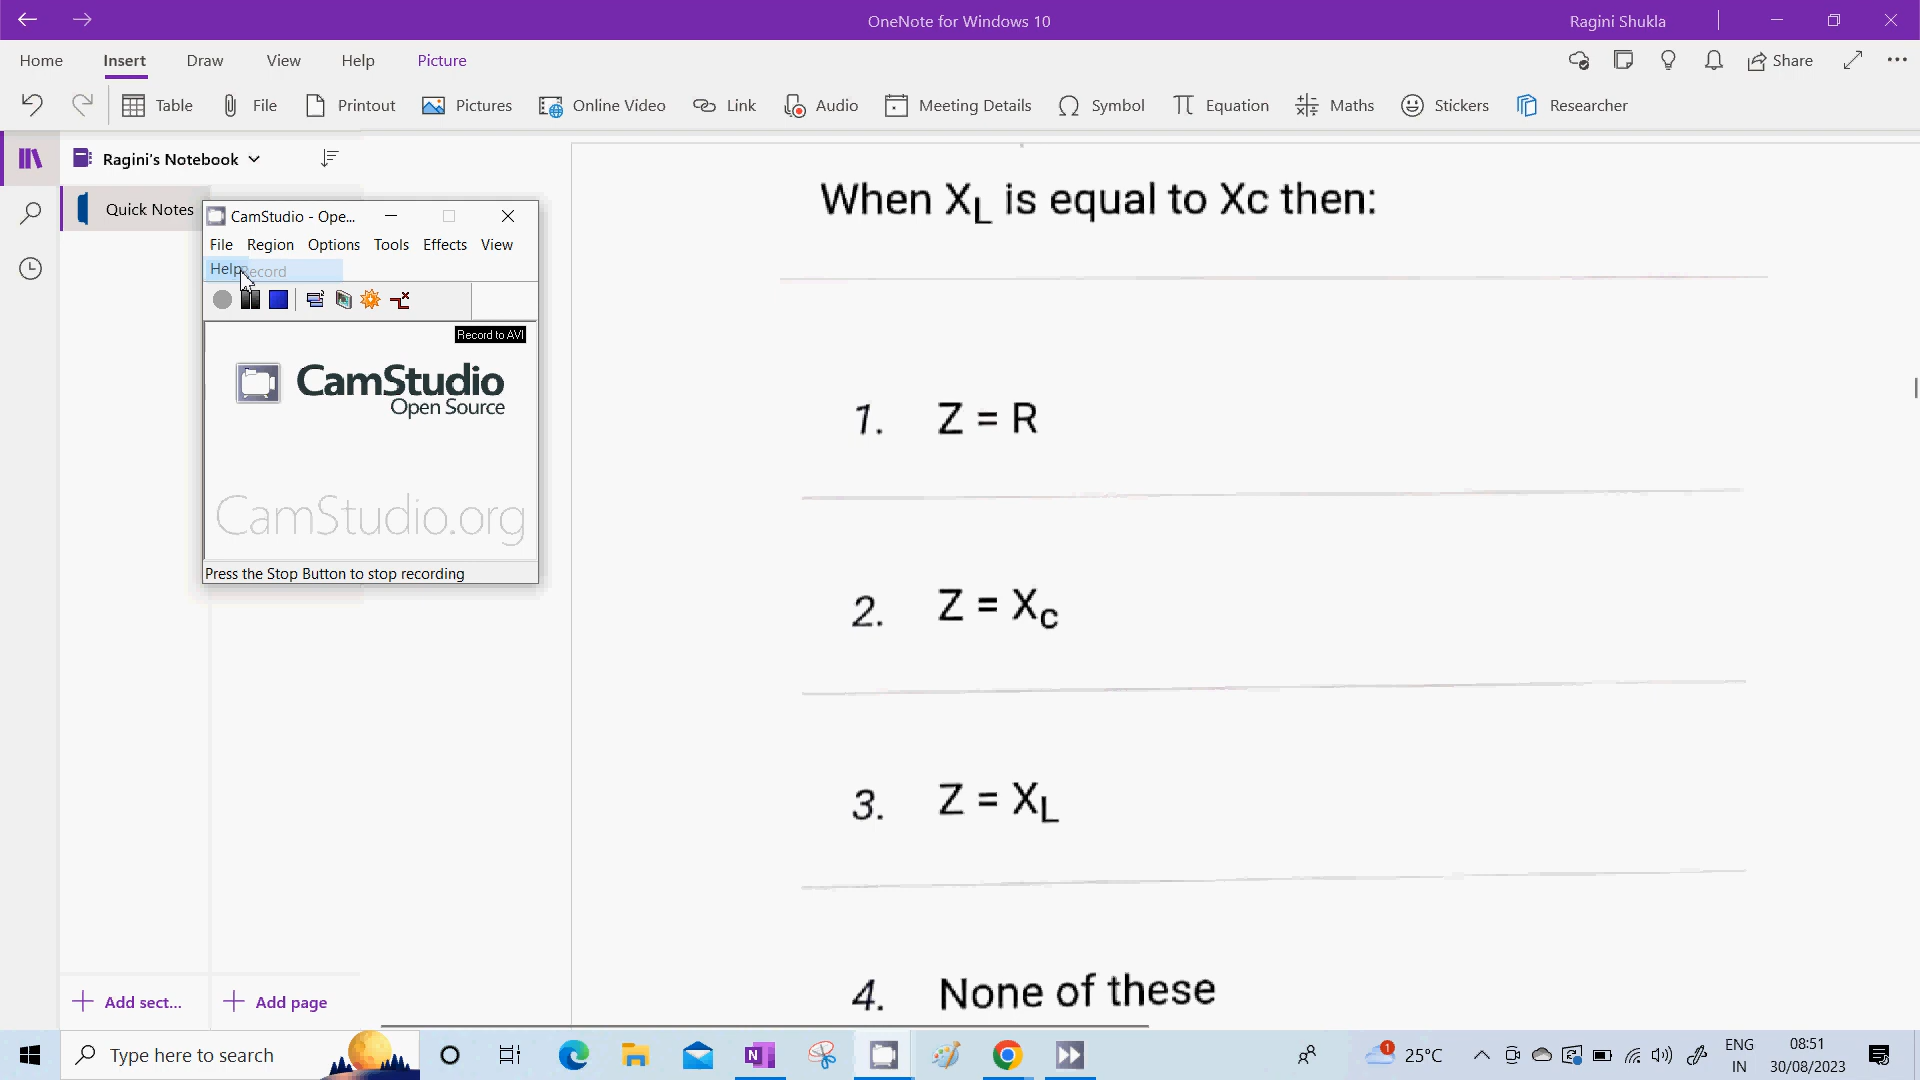 OneNote for Windows 10
Ragini Shukla
Home Insert Draw View Help Picture
Share
Table File Printout Pictures Online Video Link Audio Meeting Details Symbol Equation Maths Stickers Researcher
Ragini's Notebook
Quick Notes
CamStudio - Ope...
File Region Options Tools Effects View
Help
Record
Record to AVI
CamStudio
Open Source
CamStudio.org
Press the Stop Button to stop recording
When XL is equal to Xc then:
1. Z = R
2. Z = Xc
3. Z = XL
4. None of these
Add sect...
Add page
Type here to search
1
25°C
ENG
IN
08:51
30/08/2023